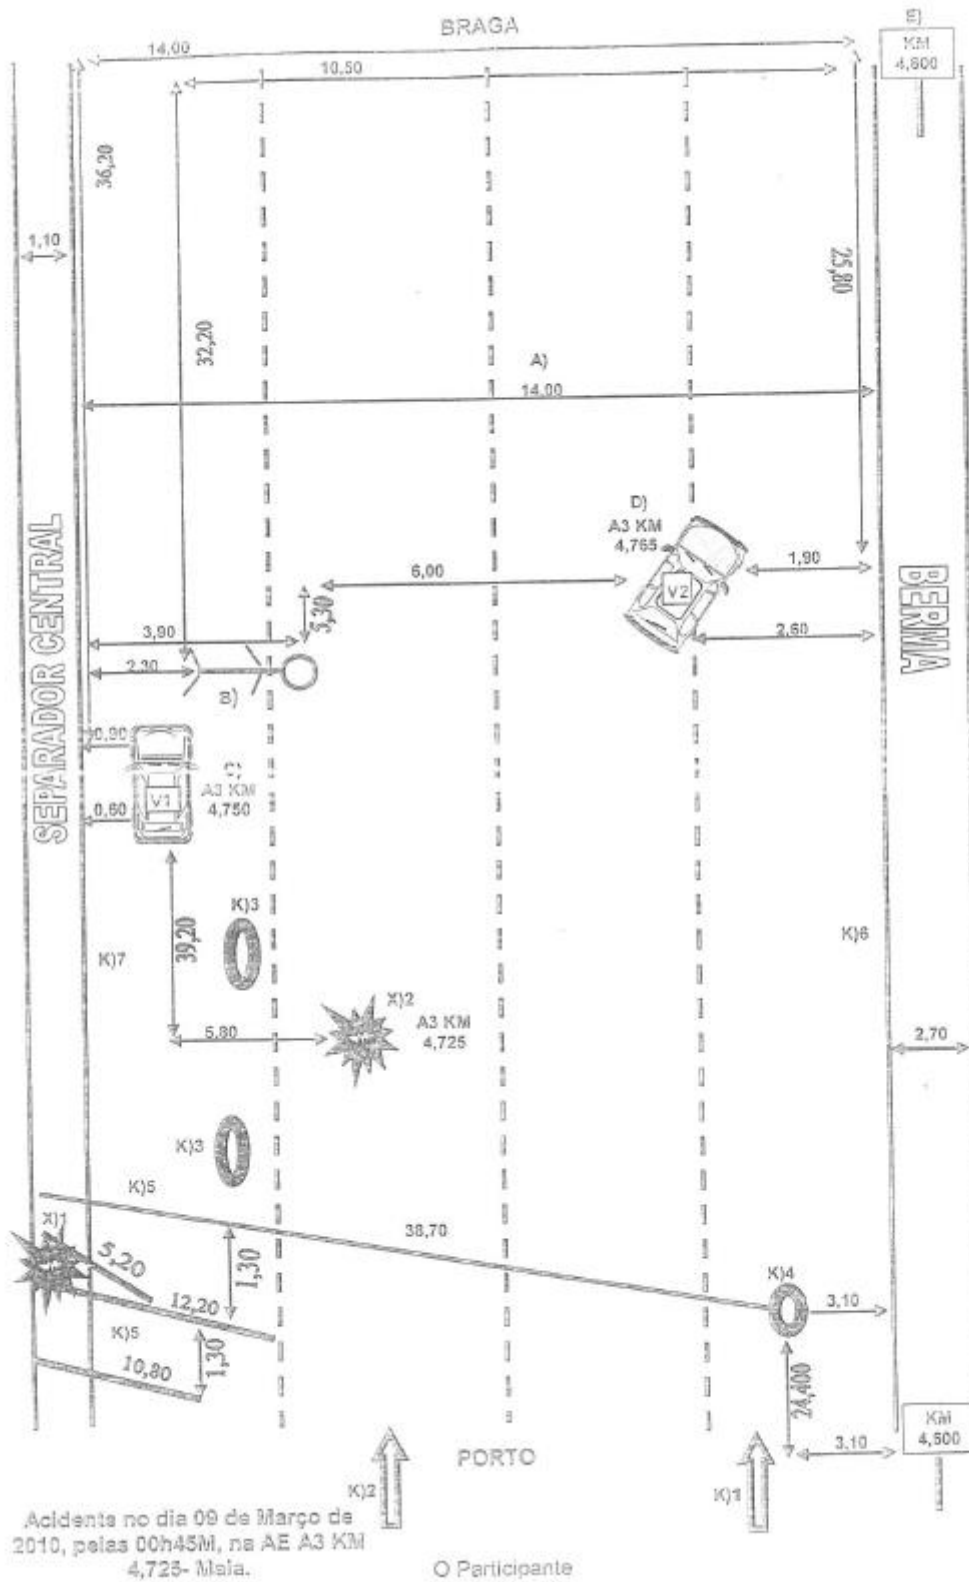 BRAGA
E)
KM
4,800
14,00
10,50
36,20
1,10
32,20
25,80
A)
14,00
D)
A3 KM
4,765
V2
6,00
1,90
5,30
3,90
2,60
2,30
B)
SEPARADOR CENTRAL
BERMA
0,90
C)
A3 KM
4,750
V1
0,60
K)3
39,20
K)7
K)6
X)2
A3 KM
4,725
5,80
2,70
K)3
K)5
38,70
X)1
5,20
1,30
K)4
3,10
12,20
K)5
1,30
10,80
24,400
KM
4,500
3,10
PORTO
K)2
K)1
Acidente no dia 09 de Março de
2010, pelas 00h45M, na AE A3 KM
4,725- Maia.
O Participante